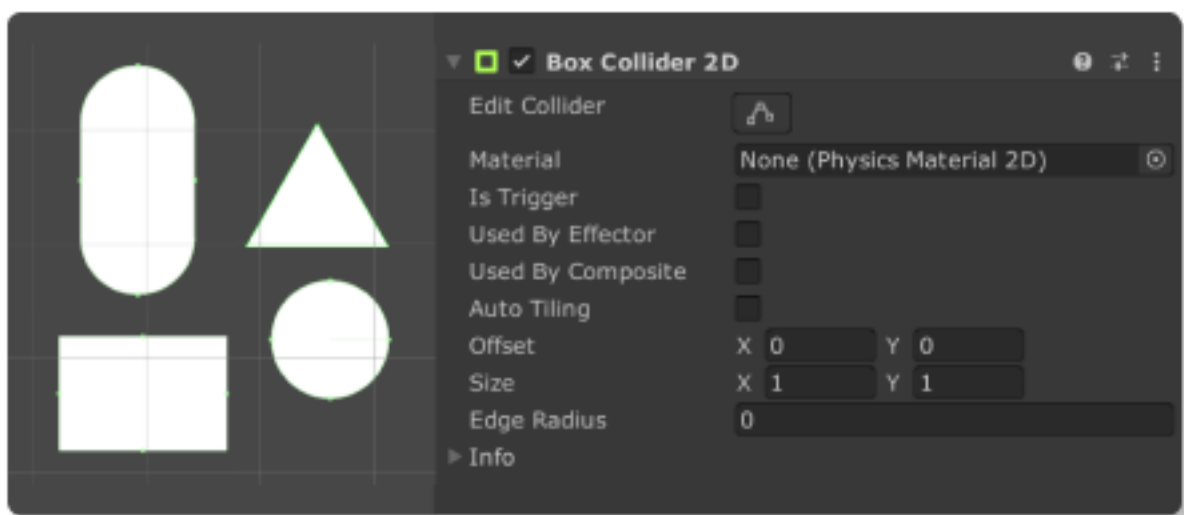 Box Collider 2D
Edit Collider
Material None (Physics Material 2D)
Is Trigger
Used By Effector
Used By Composite
Auto Tiling
Offset X 0 Y 0
Size X 1 Y 1
Edge Radius 0
Info